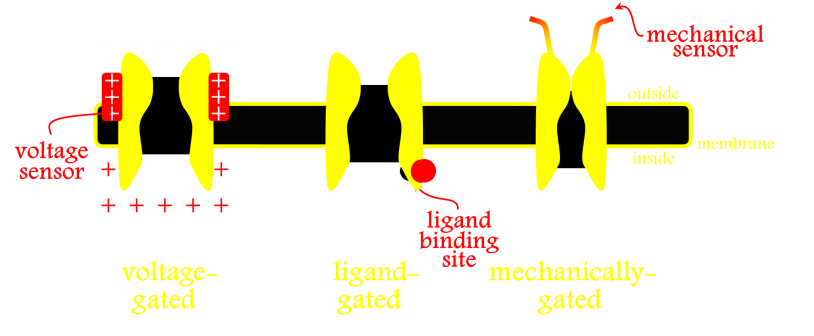 mechanical
sensor
outside
membrane
inside
voltage
sensor
+
+
+
+
+
+
+ +
+ + + + +
ligand
binding
site
voltage-
gated
ligand-
gated
mechanically-
gated